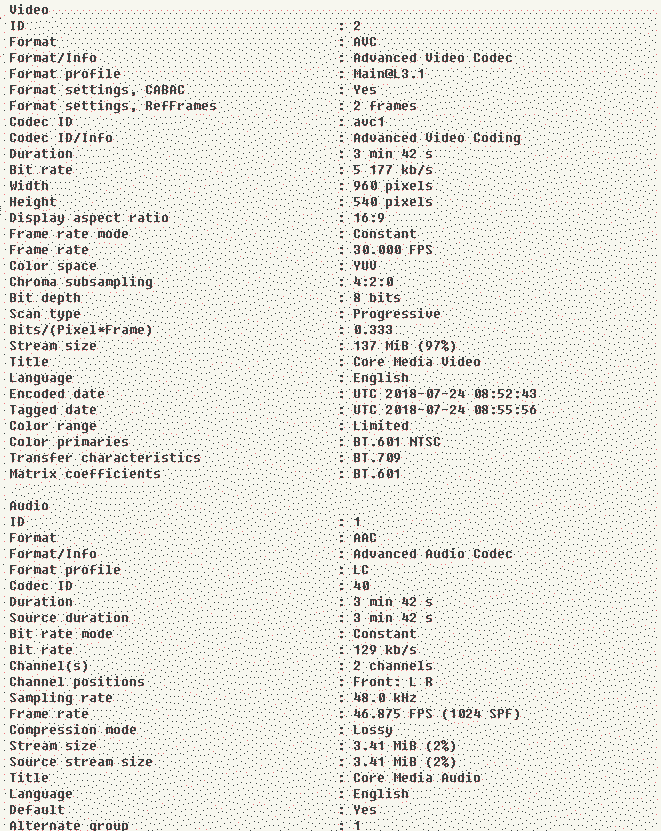 Video
ID : 2
Format : AVC
Format/Info : Advanced Video Codec
Format profile : Main@L3.1
Format settings, CABAC : Yes
Format settings, RefFrames : 2 frames
Codec ID : avc1
Codec ID/Info : Advanced Video Coding
Duration : 3 min 42 s
Bit rate : 5 177 kb/s
Width : 960 pixels
Height : 540 pixels
Display aspect ratio : 16:9
Frame rate mode : Constant
Frame rate : 30.000 FPS
Color space : YUV
Chroma subsampling : 4:2:0
Bit depth : 8 bits
Scan type : Progressive
Bits/(Pixel*Frame) : 0.333
Stream size : 137 MiB (97%)
Title : Core Media Video
Language : English
Encoded date : UTC 2018-07-24 08:52:43
Tagged date : UTC 2018-07-24 08:55:56
Color range : Limited
Color primaries : BT.601 NTSC
Transfer characteristics : BT.709
Matrix coefficients : BT.601
Audio
ID : 1
Format : AAC
Format/Info : Advanced Audio Codec
Format profile : LC
Codec ID : 40
Duration : 3 min 42 s
Source duration : 3 min 42 s
Bit rate mode : Constant
Bit rate : 129 kb/s
Channel(s) : 2 channels
Channel positions : Front: L R
Sampling rate : 48.0 kHz
Frame rate : 46.875 FPS (1024 SPF)
Compression mode : Lossy
Stream size : 3.41 MiB (2%)
Source stream size : 3.41 MiB (2%)
Title : Core Media Audio
Language : English
Default : Yes
Alternate group : 1